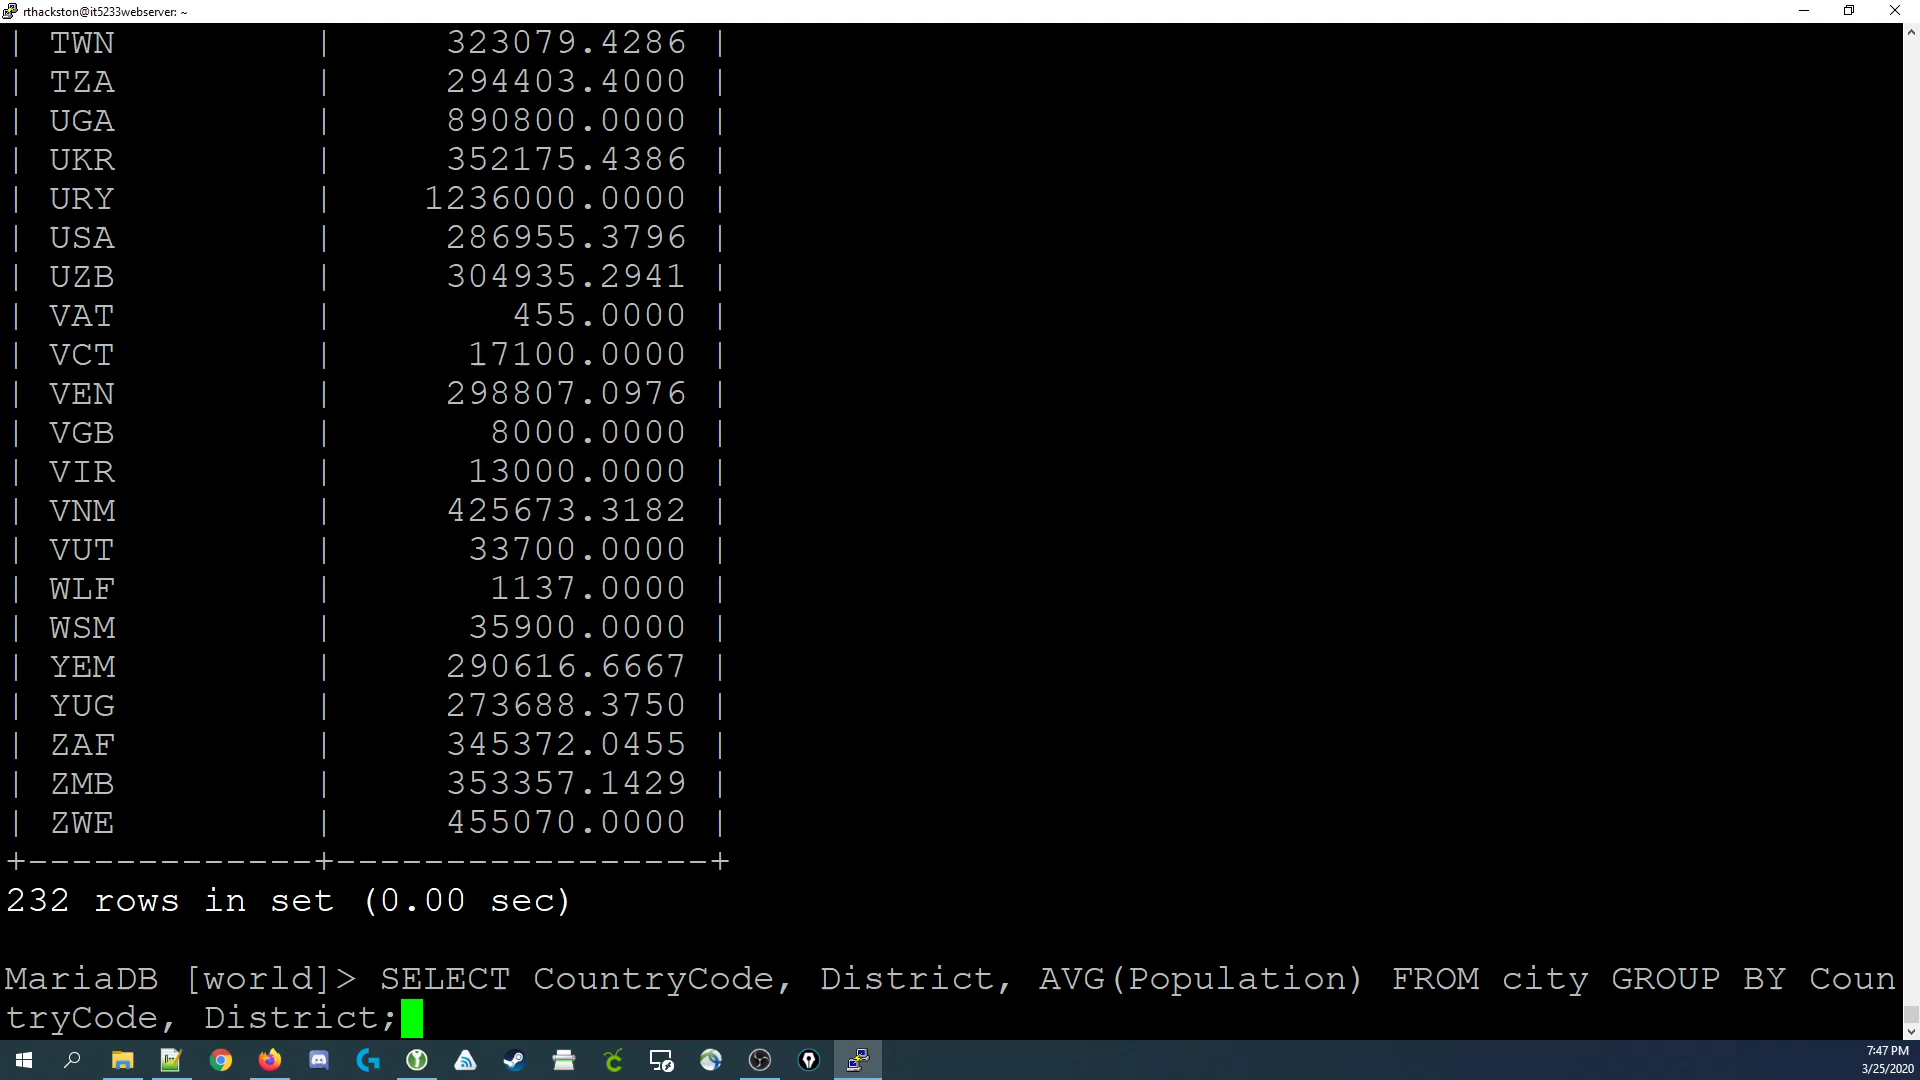 rthackston@it5233webserver: ~
| TWN | 323079.4286 |
| TZA | 294403.4000 |
| UGA | 890800.0000 |
| UKR | 352175.4386 |
| URY | 1236000.0000 |
| USA | 286955.3796 |
| UZB | 304935.2941 |
| VAT | 455.0000 |
| VCT | 17100.0000 |
| VEN | 298807.0976 |
| VGB | 8000.0000 |
| VIR | 13000.0000 |
| VNM | 425673.3182 |
| VUT | 33700.0000 |
| WLF | 1137.0000 |
| WSM | 35900.0000 |
| YEM | 290616.6667 |
| YUG | 273688.3750 |
| ZAF | 345372.0455 |
| ZMB | 353357.1429 |
| ZWE | 455070.0000 |
+-------------+-----------------+
232 rows in set (0.00 sec)
MariaDB [world]> SELECT CountryCode, District, AVG(Population) FROM city GROUP BY Coun
tryCode, District;
7:47 PM
3/25/2020